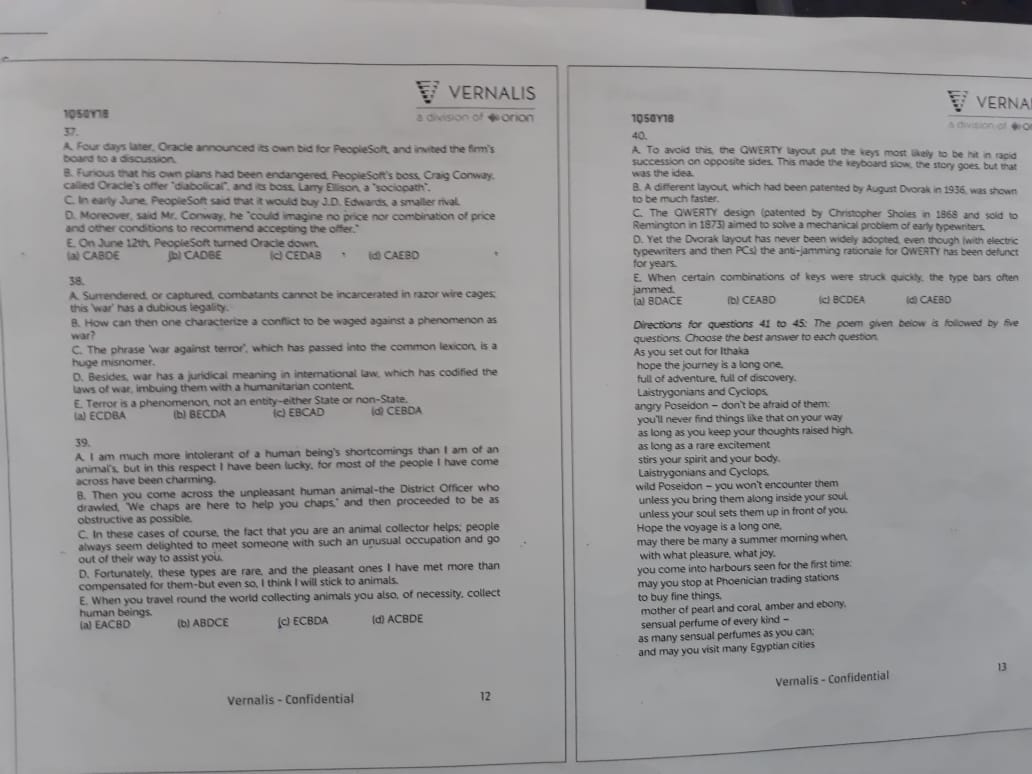 VERNALIS
a division of orion
1Q50Y18
37.
A. Four days later, Oracle announced its own bid for PeopleSoft, and invited the firm's
board to a discussion.
B. Furious that his own plans had been endangered, PeopleSoft's boss, Craig Conway,
called Oracle's offer "diabolical", and its boss, Larry Ellison, a "sociopath".
C. In early June, PeopleSoft said that it would buy J.D. Edwards, a smaller rival.
D. Moreover, said Mr. Conway, he "could imagine no price nor combination of price
and other conditions to recommend accepting the offer."
E. On June 12th, PeopleSoft turned Oracle down.
(a) CABDE (b) CADBE (c) CEDAB (d) CAEBD
38.
A. Surrendered, or captured, combatants cannot be incarcerated in razor wire cages;
this 'war' has a dubious legality.
B. How can then one characterize a conflict to be waged against a phenomenon as
war?
C. The phrase 'war against terror', which has passed into the common lexicon, is a
huge misnomer.
D. Besides, war has a juridical meaning in international law, which has codified the
laws of war, imbuing them with a humanitarian content.
E. Terror is a phenomenon, not an entity-either State or non-State.
(a) ECDBA (b) BECDA (c) EBCAD (d) CEBDA
39.
A. I am much more intolerant of a human being's shortcomings than I am of an
animal's, but in this respect I have been lucky, for most of the people I have come
across have been charming.
B. Then you come across the unpleasant human animal-the District Officer who
drawled, 'We chaps are here to help you chaps,' and then proceeded to be as
obstructive as possible.
C. In these cases of course, the fact that you are an animal collector helps; people
always seem delighted to meet someone with such an unusual occupation and go
out of their way to assist you.
D. Fortunately, these types are rare, and the pleasant ones I have met more than
compensated for them-but even so, I think I will stick to animals.
E. When you travel round the world collecting animals you also, of necessity, collect
human beings.
(a) EACBD (b) ABDCE (c) ECBDA (d) ACBDE
Vernalis - Confidential 12
VERNA
a division of
1Q50Y18
40.
A. To avoid this, the QWERTY layout put the keys most likely to be hit in rapid
succession on opposite sides. This made the keyboard slow, the story goes, but that
was the idea.
B. A different layout, which had been patented by August Dvorak in 1936, was shown
to be much faster.
C. The QWERTY design (patented by Christopher Sholes in 1868 and sold to
Remington in 1873) aimed to solve a mechanical problem of early typewriters.
D. Yet the Dvorak layout has never been widely adopted, even though (with electric
typewriters and then PCs) the anti-jamming rationale for QWERTY has been defunct
for years.
E. When certain combinations of keys were struck quickly, the type bars often
jammed.
(a) BDACE (b) CEABD (c) BCDEA (d) CAEBD
Directions for questions 41 to 45: The poem given below is followed by five
questions. Choose the best answer to each question.
As you set out for Ithaka
hope the journey is a long one,
full of adventure, full of discovery.
Laistrygonians and Cyclops,
angry Poseidon – don't be afraid of them:
you'll never find things like that on your way
as long as you keep your thoughts raised high,
as long as a rare excitement
stirs your spirit and your body.
Laistrygonians and Cyclops,
wild Poseidon – you won't encounter them
unless you bring them along inside your soul,
unless your soul sets them up in front of you.
Hope the voyage is a long one,
may there be many a summer morning when,
with what pleasure, what joy,
you come into harbours seen for the first time:
may you stop at Phoenician trading stations
to buy fine things,
mother of pearl and coral, amber and ebony,
sensual perfume of every kind –
as many sensual perfumes as you can;
and may you visit many Egyptian cities
Vernalis - Confidential 13